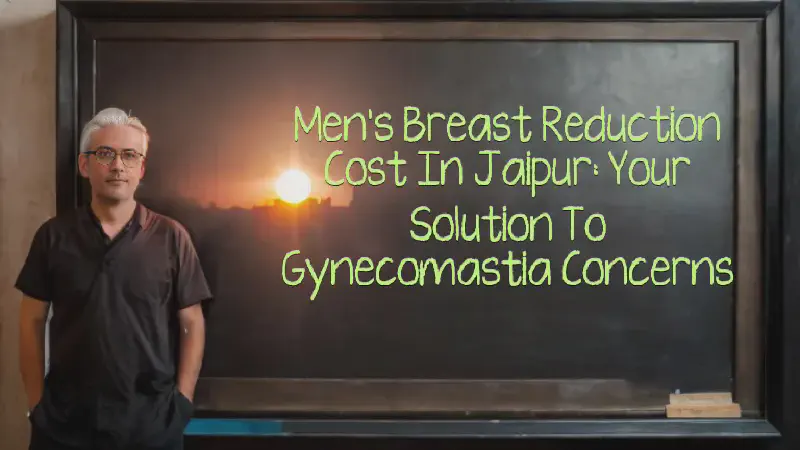 Men's Breast Reduction
Cost In Jaipur: Your
Solution To
Gynecomastia Concerns